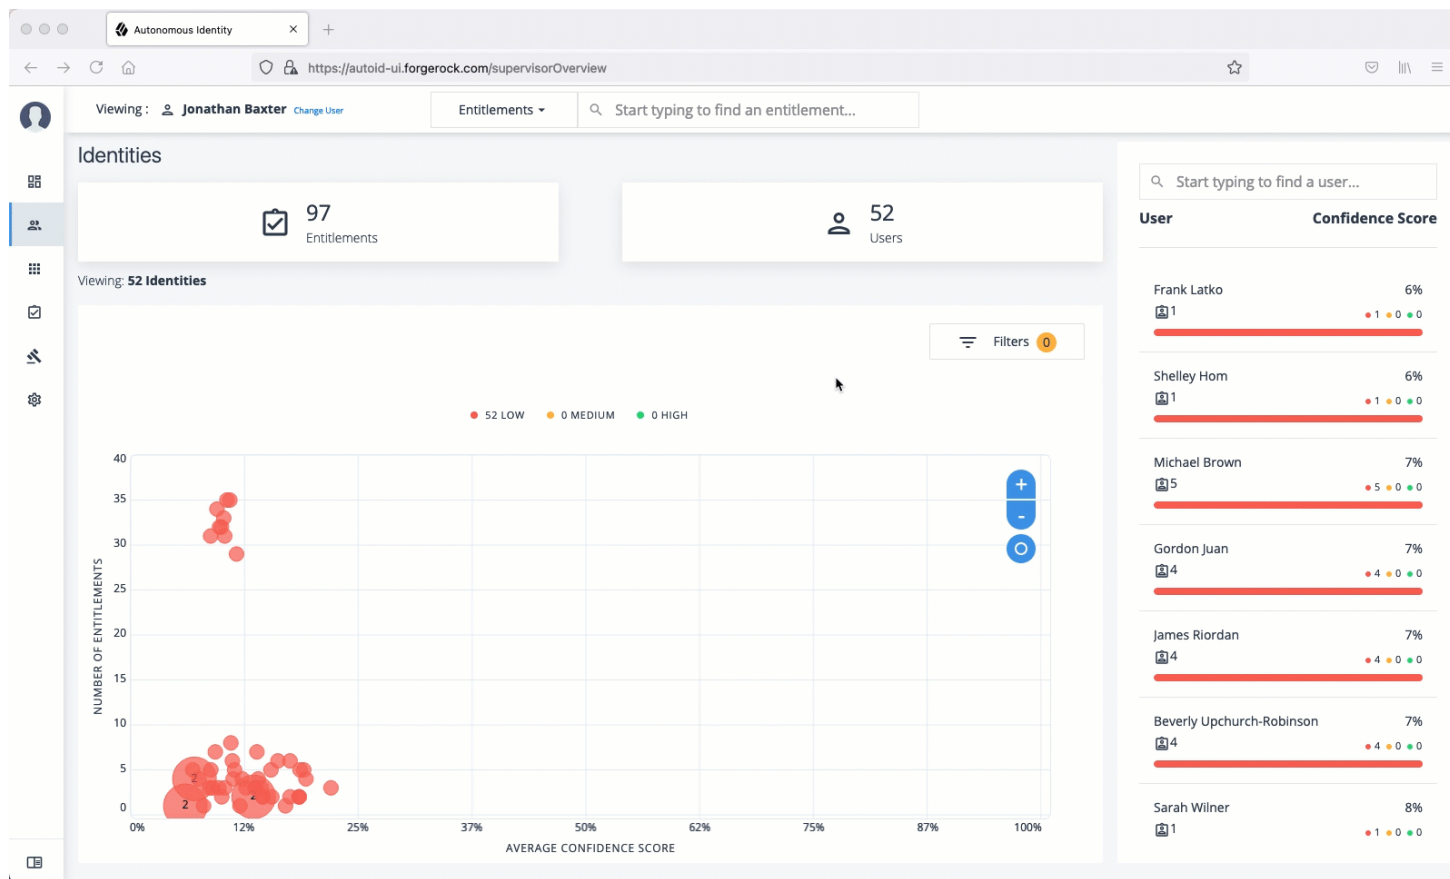 Autonomous Identity
https://autoid-ui.forgerock.com/supervisorOverview
Viewing : Jonathan Baxter Change User
Entitlements
Start typing to find an entitlement...
Identities
97
Entitlements
52
Users
Viewing: 52 Identities
Filters 0
52 LOW 0 MEDIUM 0 HIGH
+
-
NUMBER OF ENTITLEMENTS
40
35
30
25
20
15
10
5
0
2
2
2
0% 12% 25% 37% 50% 62% 75% 87% 100%
AVERAGE CONFIDENCE SCORE
Start typing to find a user...
User Confidence Score
Frank Latko 6%
1 1 0 0
Shelley Hom 6%
1 1 0 0
Michael Brown 7%
5 5 0 0
Gordon Juan 7%
4 4 0 0
James Riordan 7%
4 4 0 0
Beverly Upchurch-Robinson 7%
4 4 0 0
Sarah Wilner 8%
1 1 0 0